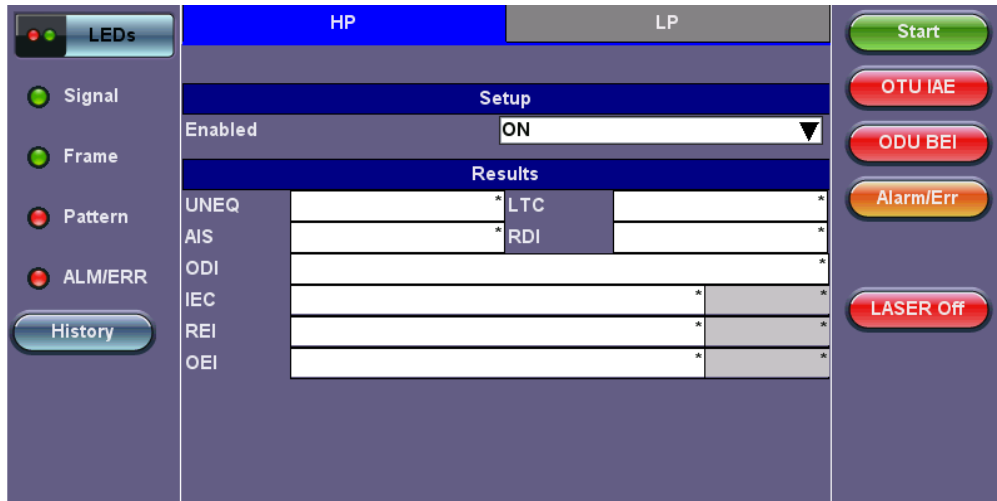 LEDs
Signal
Frame
Pattern
ALM/ERR
History
HP LP
Setup
Enabled ON
Results
UNEQ * LTC *
AIS * RDI *
ODI *
IEC * *
REI * *
OEI * *
Start
OTU IAE
ODU BEI
Alarm/Err
LASER Off